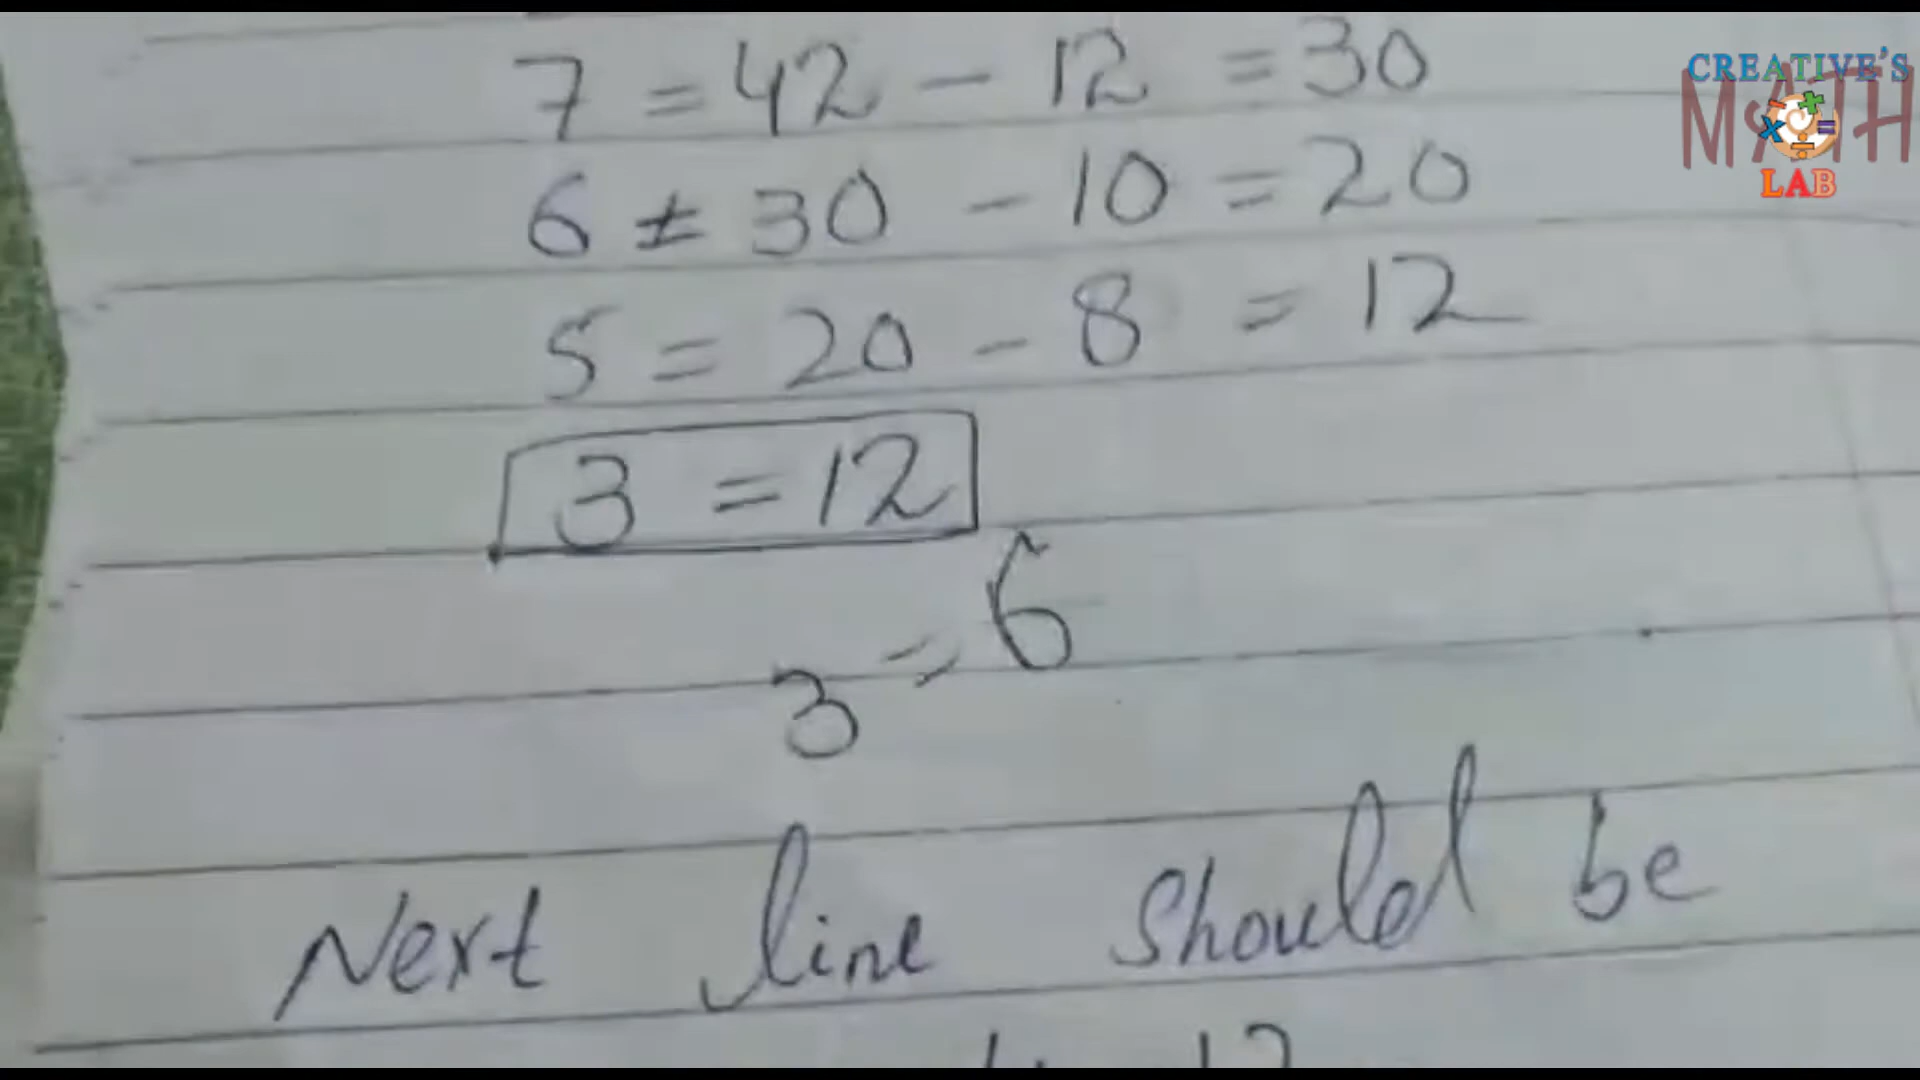 7 = 42 - 12 = 30
6 = 30 - 10 = 20
5 = 20 - 8 = 12
3 = 12
3 = 6
Next line should be
CREATIVE'S
MATH
LAB